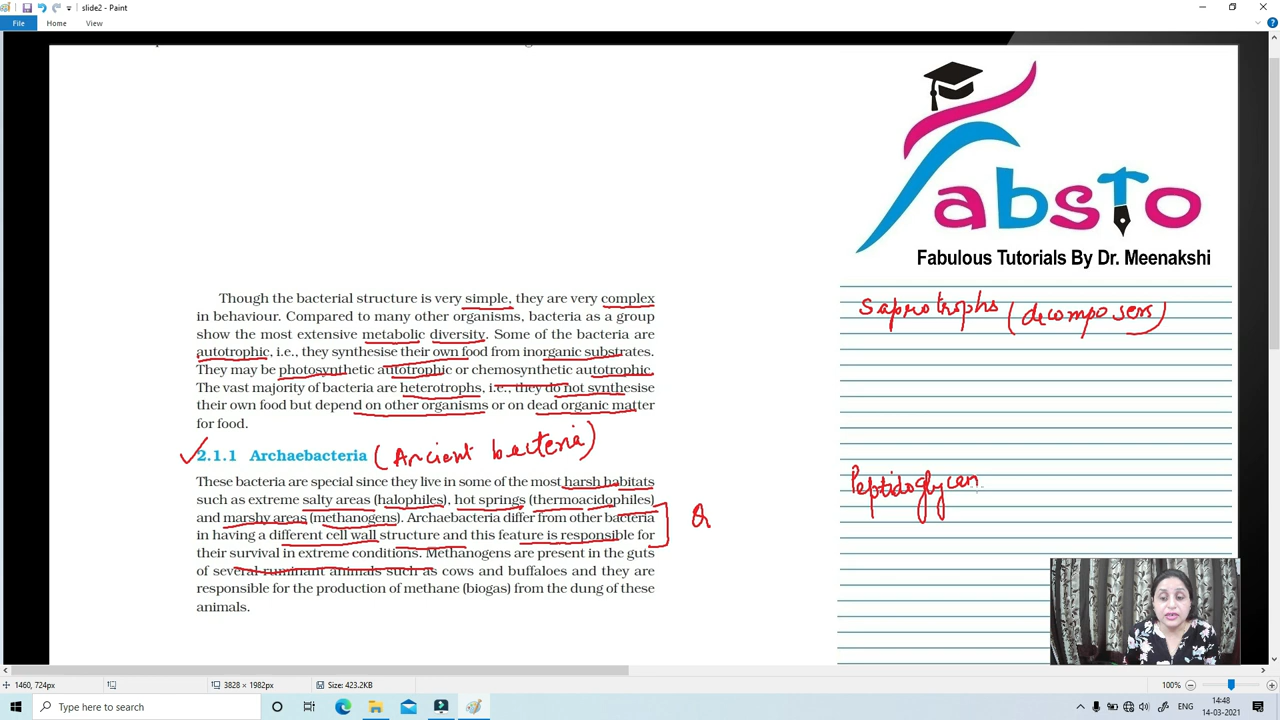 slide2 - Paint
File Home View
absto
Fabulous Tutorials By Dr. Meenakshi
Though the bacterial structure is very simple, they are very complex
in behaviour. Compared to many other organisms, bacteria as a group
show the most extensive metabolic diversity. Some of the bacteria are
autotrophic, i.e., they synthesise their own food from inorganic substrates.
They may be photosynthetic autotrophic or chemosynthetic autotrophic.
The vast majority of bacteria are heterotrophs, i.e., they do not synthesise
their own food but depend on other organisms or on dead organic matter
for food.
2.1.1 Archaebacteria (Ancient bacteria)
These bacteria are special since they live in some of the most harsh habitats
such as extreme salty areas (halophiles), hot springs (thermoacidophiles)
and marshy areas (methanogens). Archaebacteria differ from other bacteria
in having a different cell wall structure and this feature is responsible for
their survival in extreme conditions. Methanogens are present in the guts
of several ruminant animals such as cows and buffaloes and they are
responsible for the production of methane (biogas) from the dung of these
animals.
Saprotrophs (decomposers)
Peptidoglycan
1460, 724px
3828 × 1982px
Size: 423.2KB
100%
Type here to search
ENG
14:48
14-03-2021